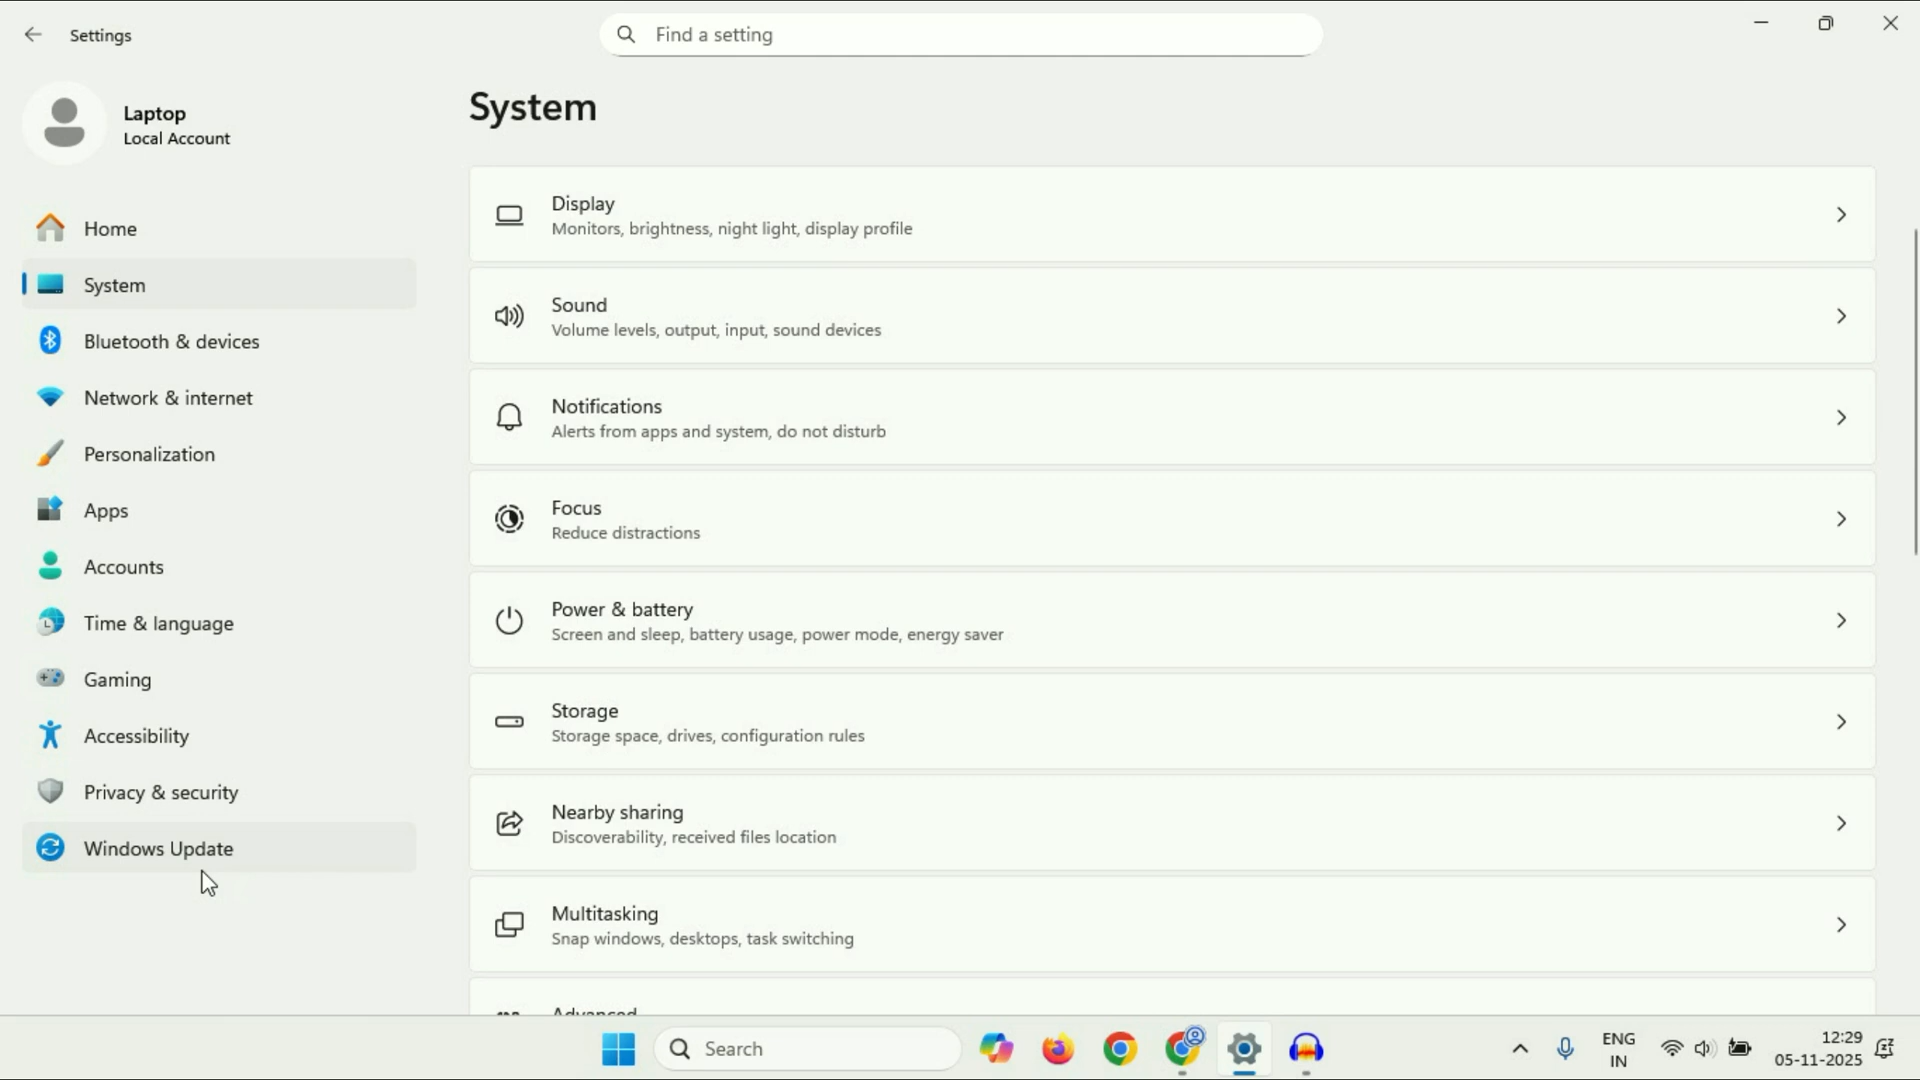 Settings
Find a setting
Laptop
Local Account
Home
System
Bluetooth & devices
Network & internet
Personalization
Apps
Accounts
Time & language
Gaming
Accessibility
Privacy & security
Windows Update
System
Display
Monitors, brightness, night light, display profile
Sound
Volume levels, output, input, sound devices
Notifications
Alerts from apps and system, do not disturb
Focus
Reduce distractions
Power & battery
Screen and sleep, battery usage, power mode, energy saver
Storage
Storage space, drives, configuration rules
Nearby sharing
Discoverability, received files location
Multitasking
Snap windows, desktops, task switching
Advanced
Search
ENG
IN
12:29
05-11-2025